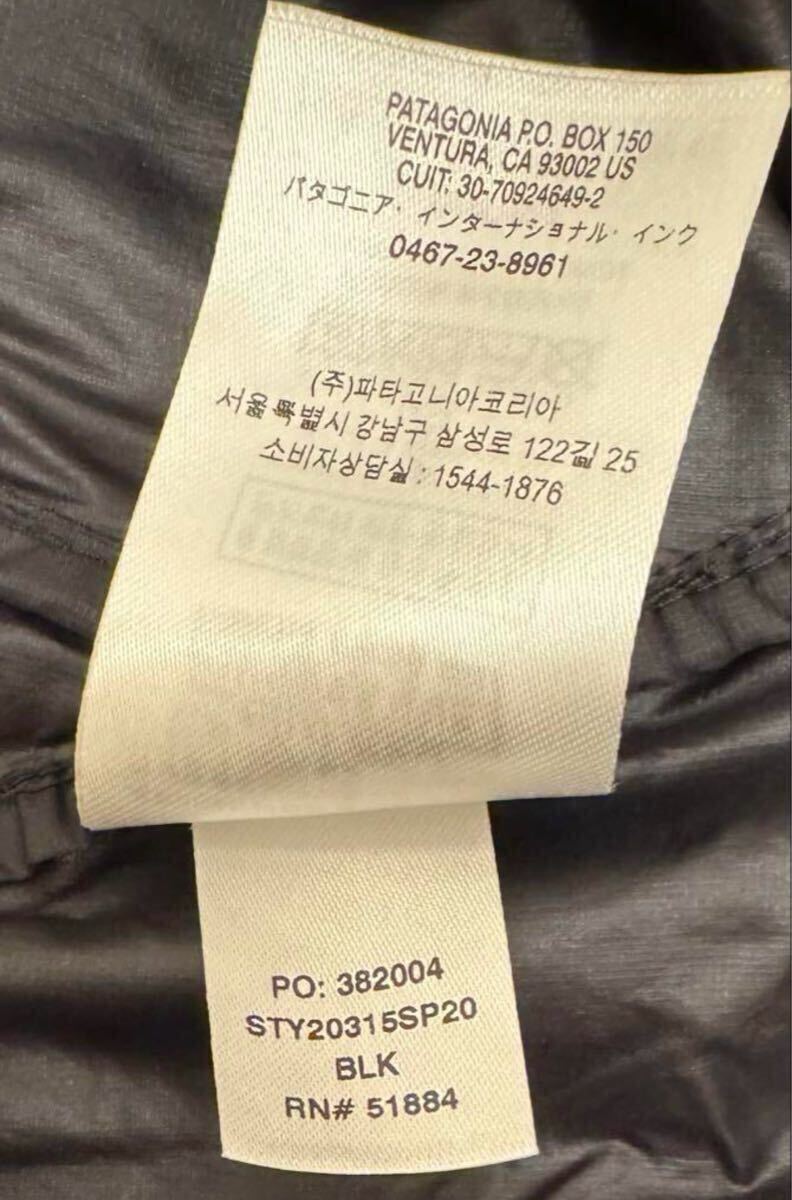 PATAGONIA P.O. BOX 150
VENTURA, CA 93002 US
CUIT: 30-70924649-2
パタゴニア・インターナショナル・インク
0467-23-8961
(주)파타고니아코리아
서울특별시 강남구 삼성로 122길 25
소비자상담실 : 1544-1876
PO: 382004
STY20315SP20
BLK
RN# 51884